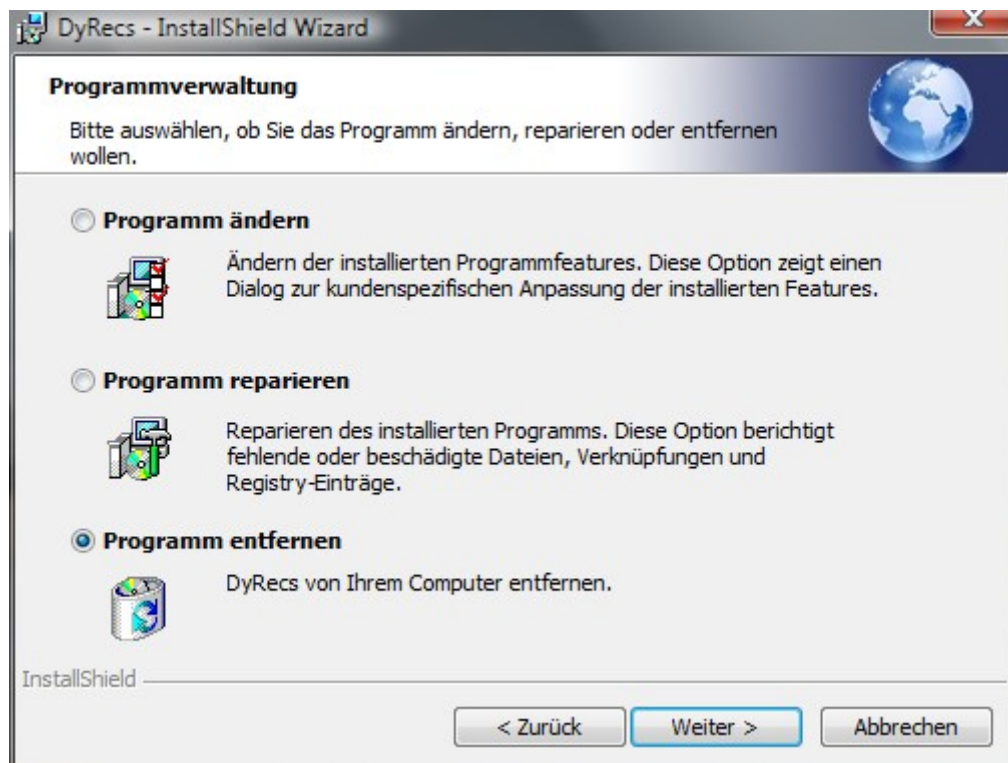 DyRecs - InstallShield Wizard
Programmverwaltung
Bitte auswählen, ob Sie das Programm ändern, reparieren oder entfernen
wollen.
Programm ändern
Ändern der installierten Programmfeatures. Diese Option zeigt einen
Dialog zur kundenspezifischen Anpassung der installierten Features.
Programm reparieren
Reparieren des installierten Programms. Diese Option berichtigt
fehlende oder beschädigte Dateien, Verknüpfungen und
Registry-Einträge.
Programm entfernen
DyRecs von Ihrem Computer entfernen.
InstallShield
< Zurück
Weiter >
Abbrechen